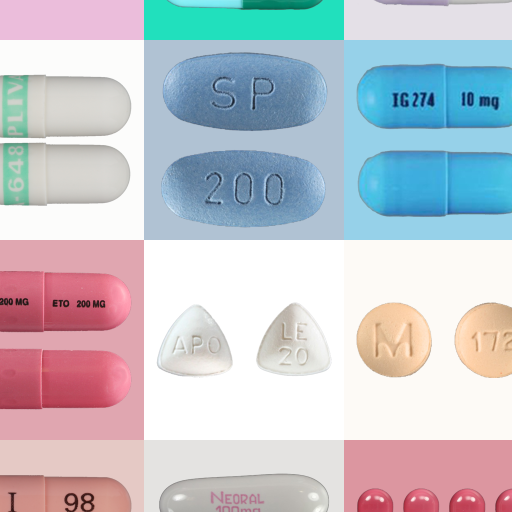 PLIVA
-648
SP
200
IG 274 10 mg
200 MG ETO 200 MG
APO
LE
20
M
172
I 98
NEORAL
100mg